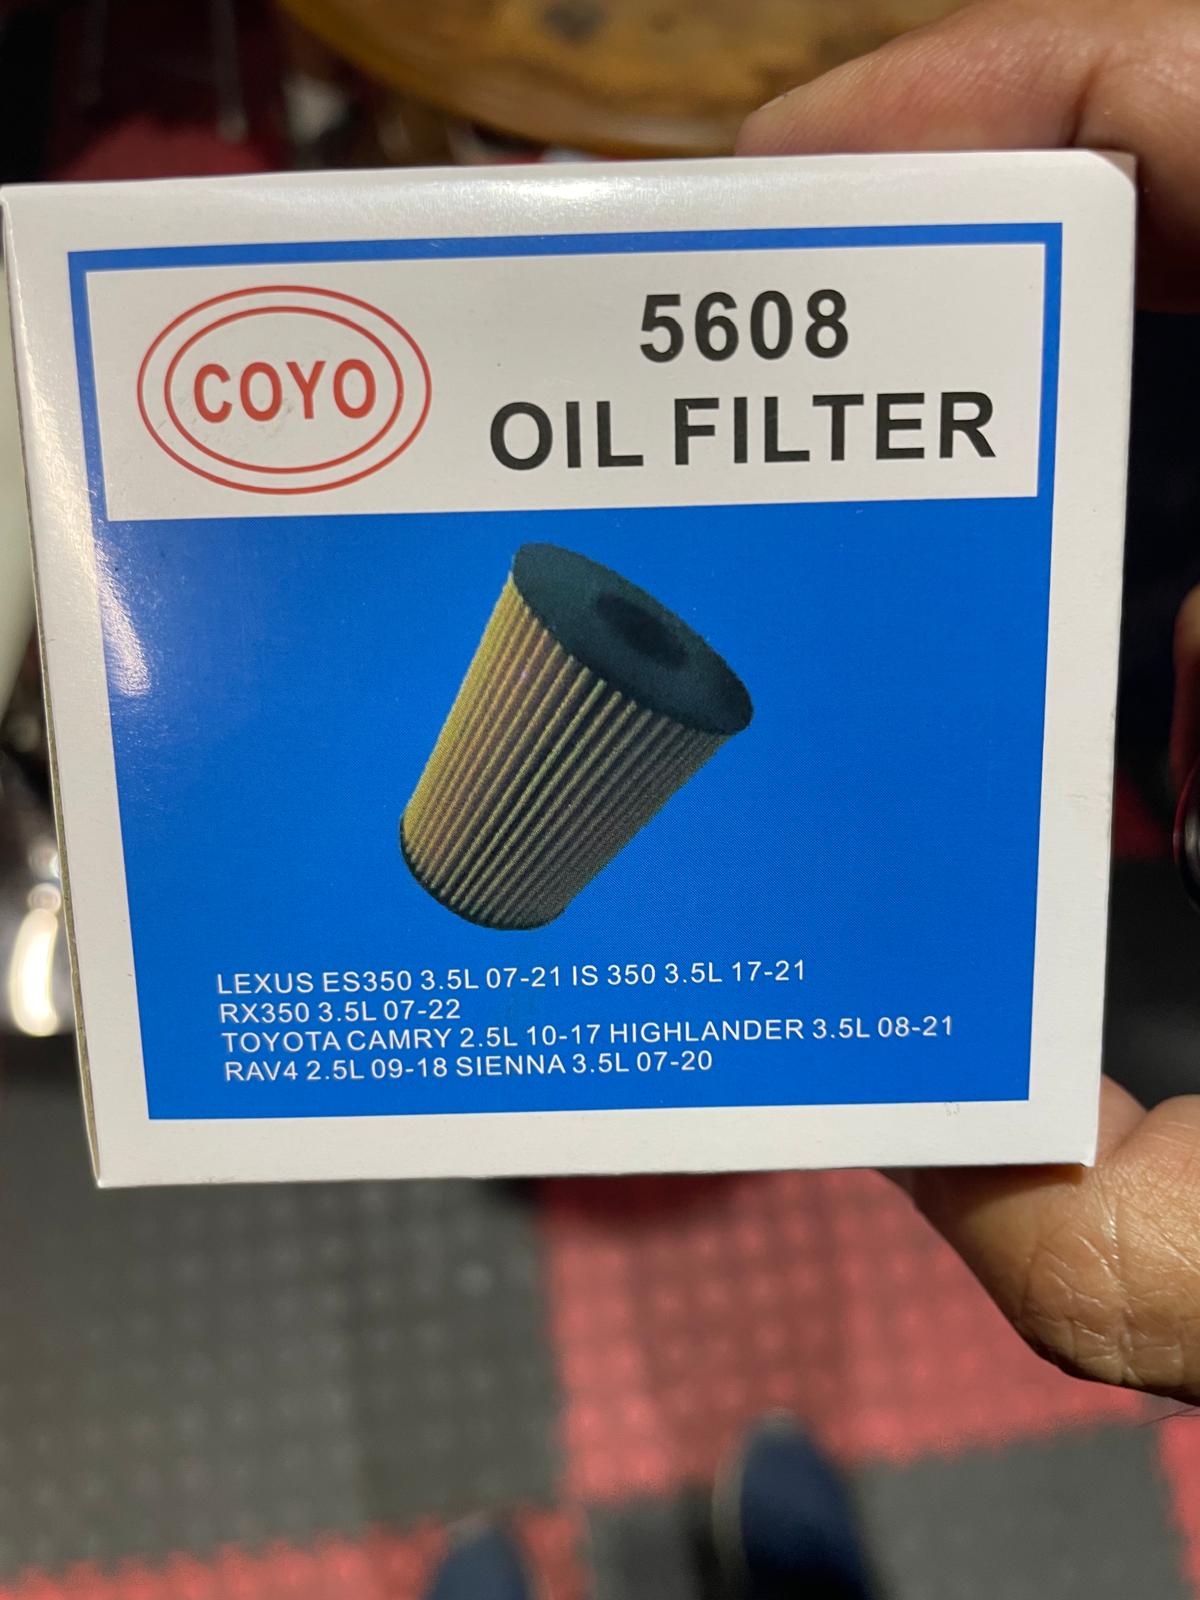 COYO
5608
OIL FILTER
LEXUS ES350 3.5L 07-21 IS 350 3.5L 17-21
RX350 3.5L 07-22
TOYOTA CAMRY 2.5L 10-17 HIGHLANDER 3.5L 08-21
RAV4 2.5L 09-18 SIENNA 3.5L 07-20